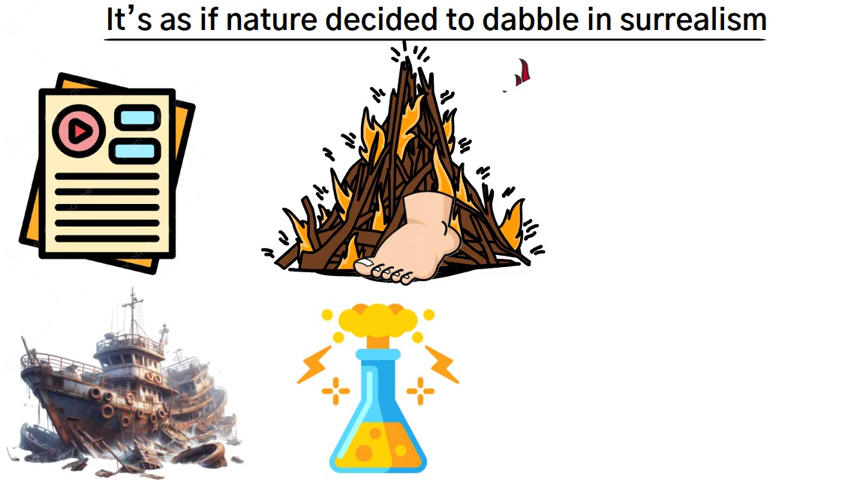 It’s as if nature decided to dabble in surrealism